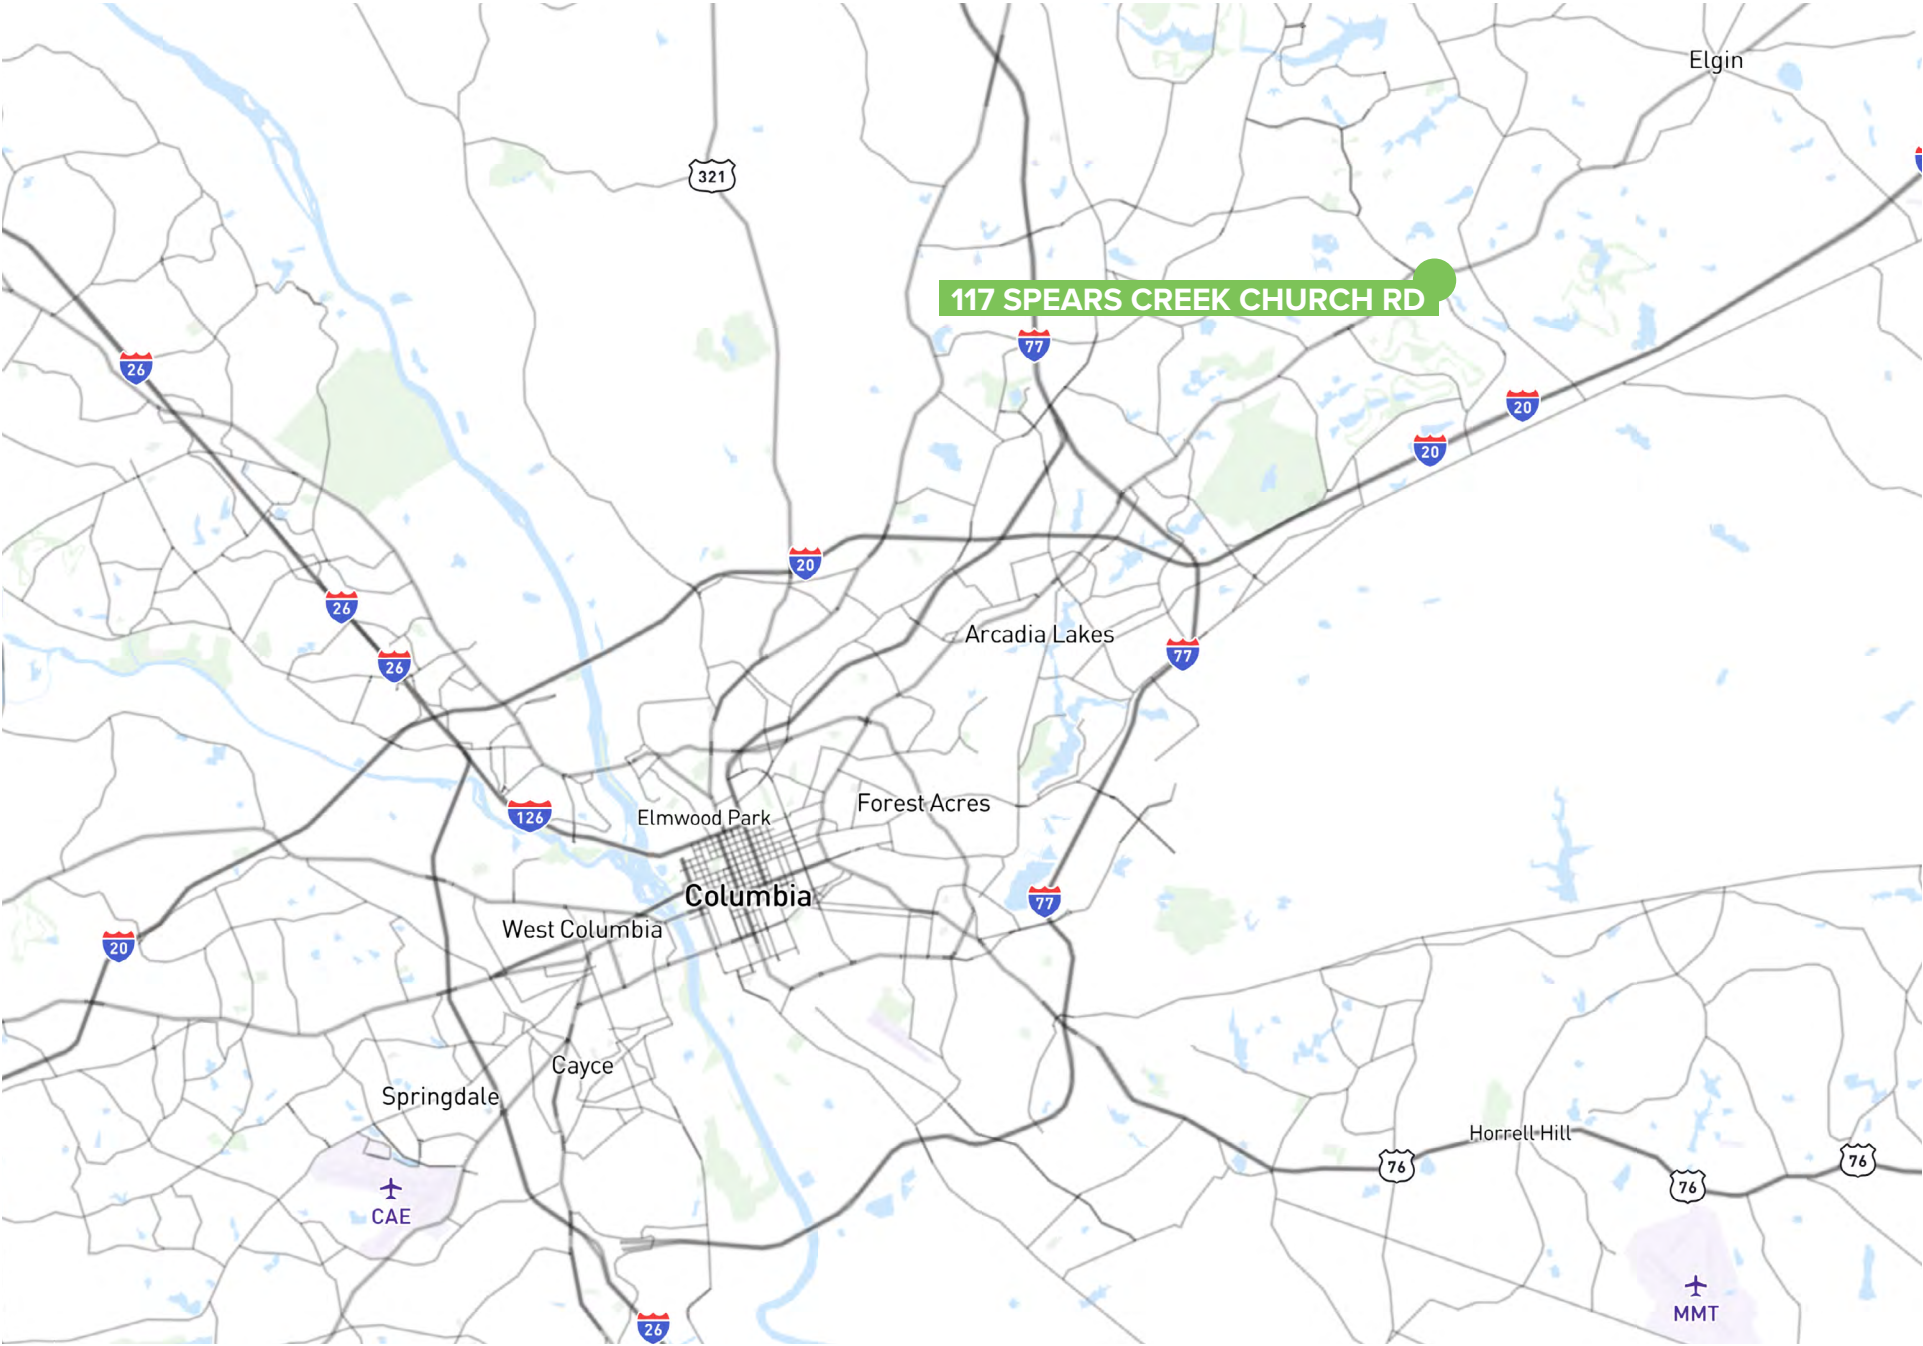 Elgin
321
117 SPEARS CREEK CHURCH RD
77
26
20
20
20
26
Arcadia Lakes
77
26
Forest Acres
126
Elmwood Park
Columbia
77
West Columbia
20
Cayce
Springdale
Horrell Hill
76
76
76
CAE
MMT
26